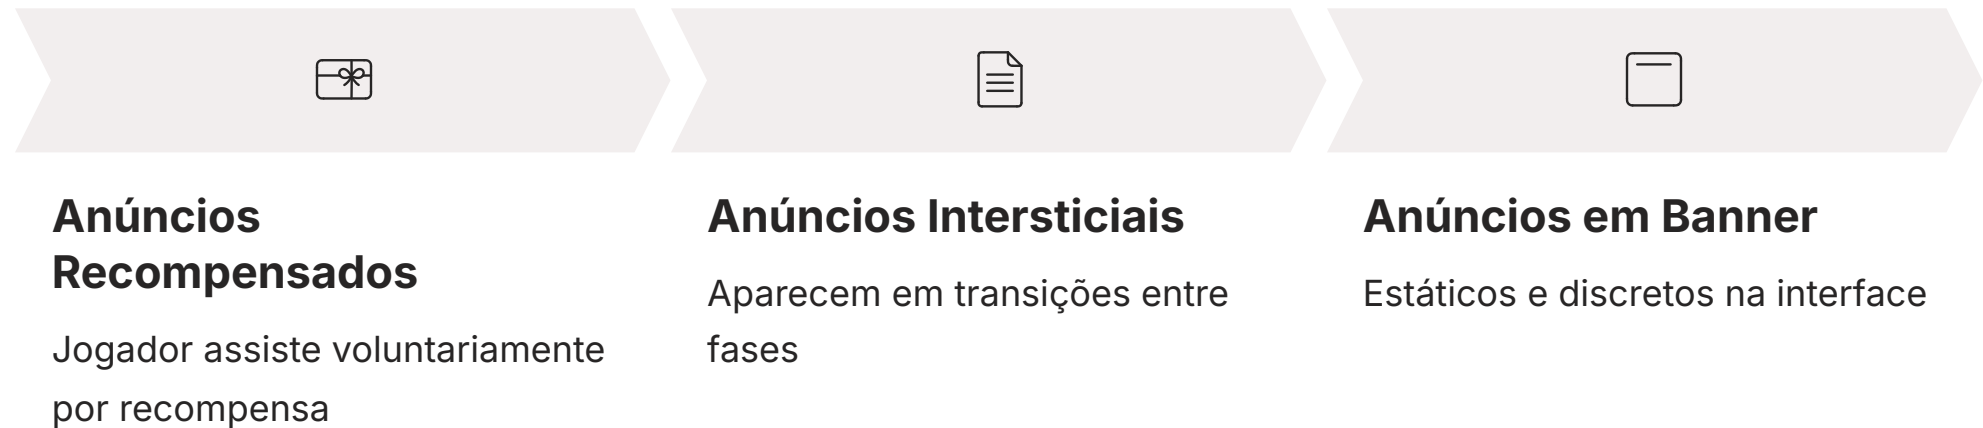 Anúncios
Recompensados
Jogador assiste voluntariamente
por recompensa
Anúncios Intersticiais
Aparecem em transições entre
fases
Anúncios em Banner
Estáticos e discretos na interface